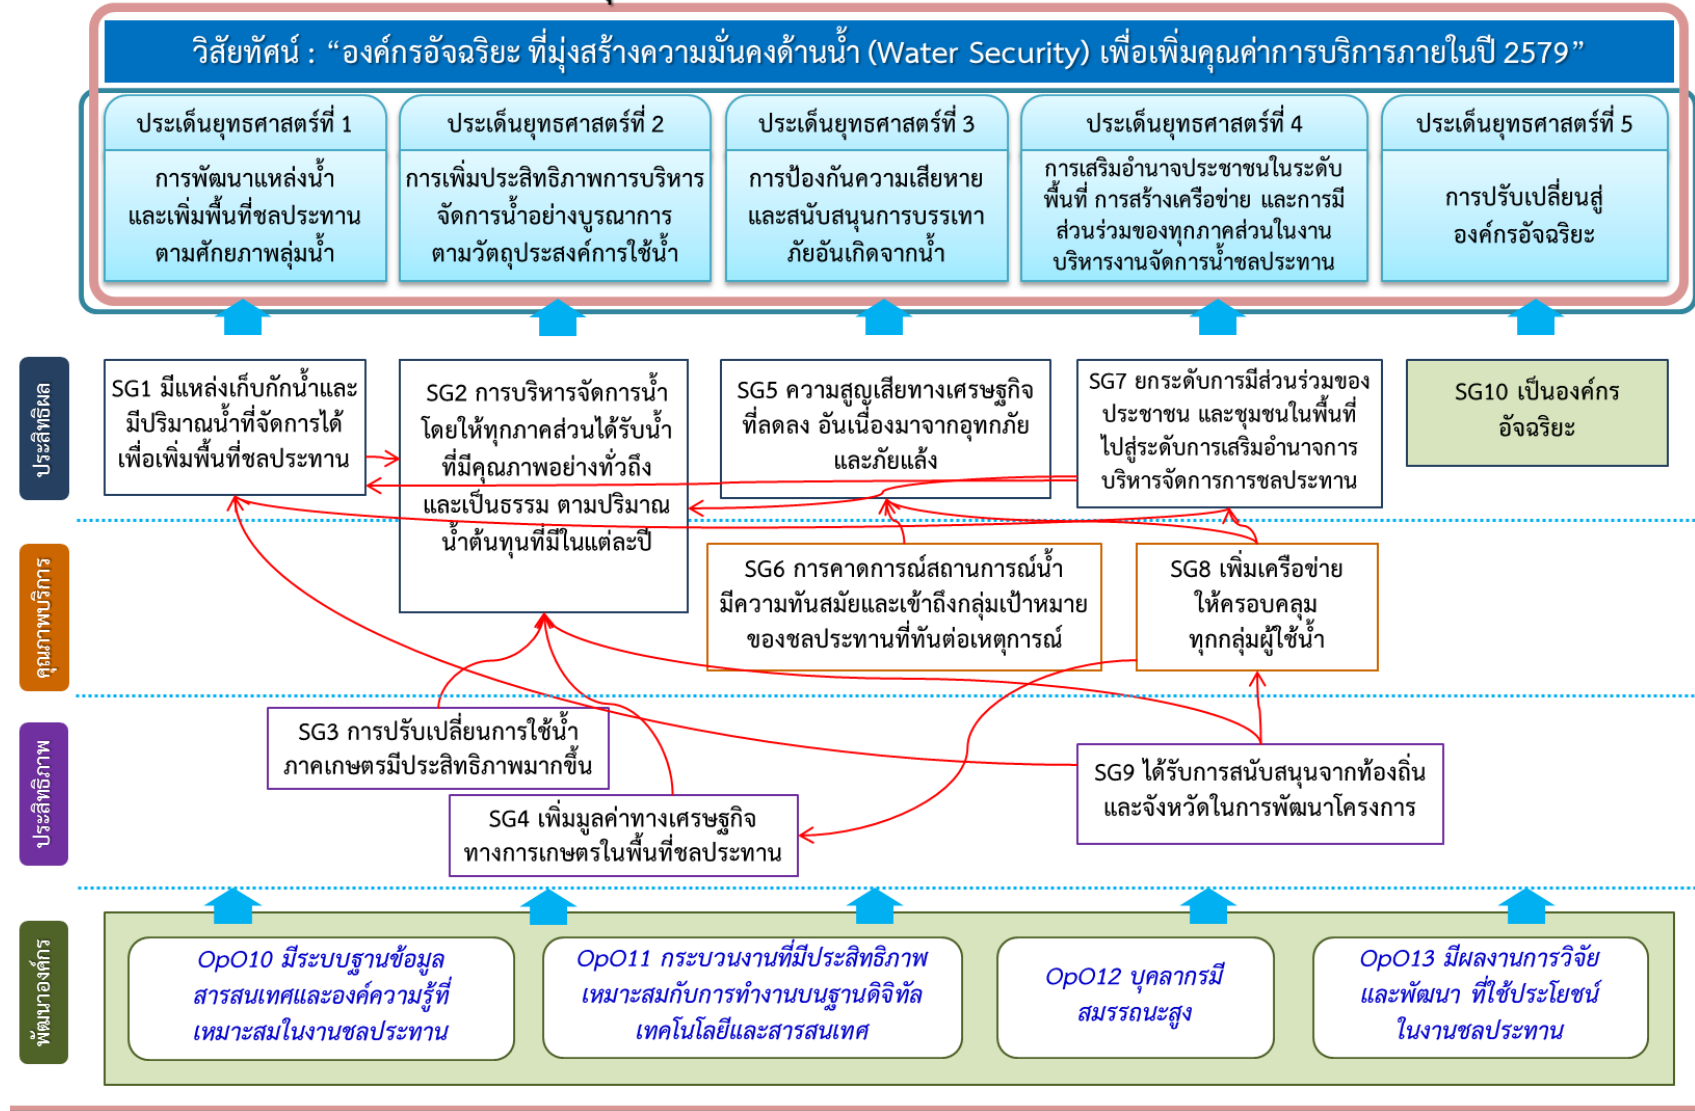 วิสัยทัศน์ : “องค์กรอัจฉริยะ ที่มุ่งสร้างความมั่นคงด้านน้ำ (Water Security) เพื่อเพิ่มคุณค่าการบริการภายในปี 2579”
ประเด็นยุทธศาสตร์ที่ 1
การพัฒนาแหล่งน้ำ
และเพิ่มพื้นที่ชลประทาน
ตามศักยภาพลุ่มน้ำ
ประเด็นยุทธศาสตร์ที่ 2
การเพิ่มประสิทธิภาพการบริหาร
จัดการน้ำอย่างบูรณาการ
ตามวัตถุประสงค์การใช้น้ำ
ประเด็นยุทธศาสตร์ที่ 3
การป้องกันความเสียหาย
และสนับสนุนการบรรเทา
ภัยอันเกิดจากน้ำ
ประเด็นยุทธศาสตร์ที่ 4
การเสริมอำนาจประชาชนในระดับ
พื้นที่ การสร้างเครือข่าย และการมี
ส่วนร่วมของทุกภาคส่วนในงาน
บริหารงานจัดการน้ำชลประทาน
ประเด็นยุทธศาสตร์ที่ 5
การปรับเปลี่ยนสู่
องค์กรอัจฉริยะ
ประสิทธิผล
SG1 มีแหล่งเก็บกักน้ำและ
มีปริมาณน้ำที่จัดการได้
เพื่อเพิ่มพื้นที่ชลประทาน
SG2 การบริหารจัดการน้ำ
โดยให้ทุกภาคส่วนได้รับน้ำ
ที่มีคุณภาพอย่างทั่วถึง
และเป็นธรรม ตามปริมาณ
น้ำต้นทุนที่มีในแต่ละปี
SG5 ความสูญเสียทางเศรษฐกิจ
ที่ลดลง อันเนื่องมาจากอุทกภัย
และภัยแล้ง
SG7 ยกระดับการมีส่วนร่วมของ
ประชาชน และชุมชนในพื้นที่
ไปสู่ระดับการเสริมอำนาจการ
บริหารจัดการการชลประทาน
SG10 เป็นองค์กร
อัจฉริยะ
คุณภาพบริการ
SG6 การคาดการณ์สถานการณ์น้ำ
มีความทันสมัยและเข้าถึงกลุ่มเป้าหมาย
ของชลประทานที่ทันต่อเหตุการณ์
SG8 เพิ่มเครือข่าย
ให้ครอบคลุม
ทุกกลุ่มผู้ใช้น้ำ
ประสิทธิภาพ
SG3 การปรับเปลี่ยนการใช้น้ำ
ภาคเกษตรมีประสิทธิภาพมากขึ้น
SG4 เพิ่มมูลค่าทางเศรษฐกิจ
ทางการเกษตรในพื้นที่ชลประทาน
SG9 ได้รับการสนับสนุนจากท้องถิ่น
และจังหวัดในการพัฒนาโครงการ
พัฒนาองค์กร
OpO10 มีระบบฐานข้อมูล
สารสนเทศและองค์ความรู้ที่
เหมาะสมในงานชลประทาน
OpO11 กระบวนงานที่มีประสิทธิภาพ
เหมาะสมกับการทำงานบนฐานดิจิทัล
เทคโนโลยีและสารสนเทศ
OpO12 บุคลากรมี
สมรรถนะสูง
OpO13 มีผลงานการวิจัย
และพัฒนา ที่ใช้ประโยชน์
ในงานชลประทาน